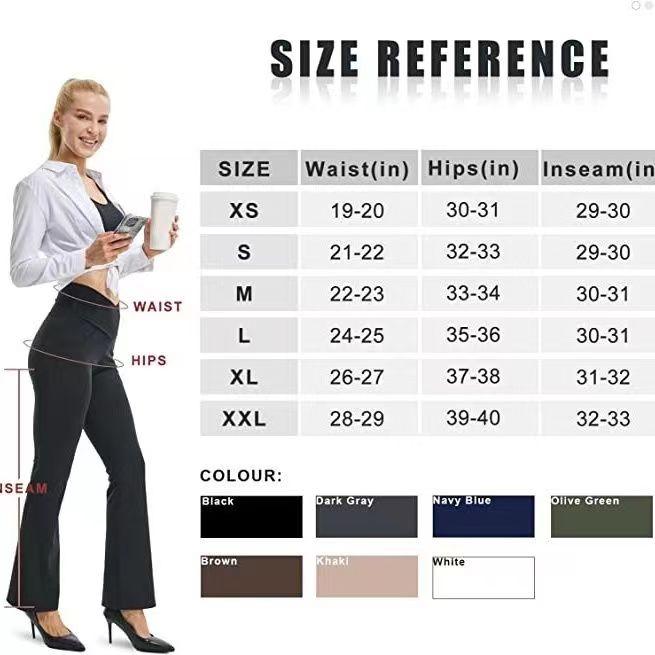 SIZE REFERENCE
SIZE Waist(in) Hips(in) Inseam(in
XS 19-20 30-31 29-30
S 21-22 32-33 29-30
M 22-23 33-34 30-31
L 24-25 35-36 30-31
XL 26-27 37-38 31-32
XXL 28-29 39-40 32-33
WAIST
HIPS
NSEAM
COLOUR:
Black Dark Gray Navy Blue Olive Green
Brown Khaki White